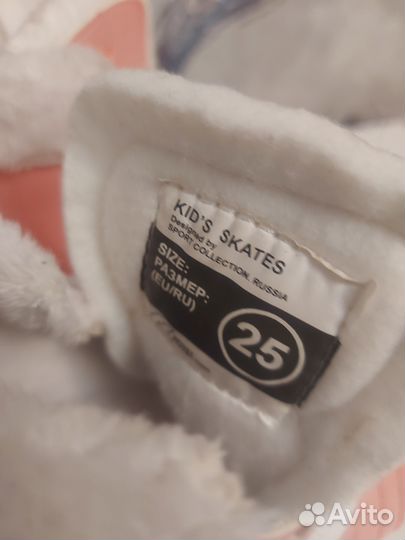 KID'S SKATES
Designed by
SPORT COLLECTION, RUSSIA
SIZE:
РАЗМЕР:
(EU/RU)
25
Avito